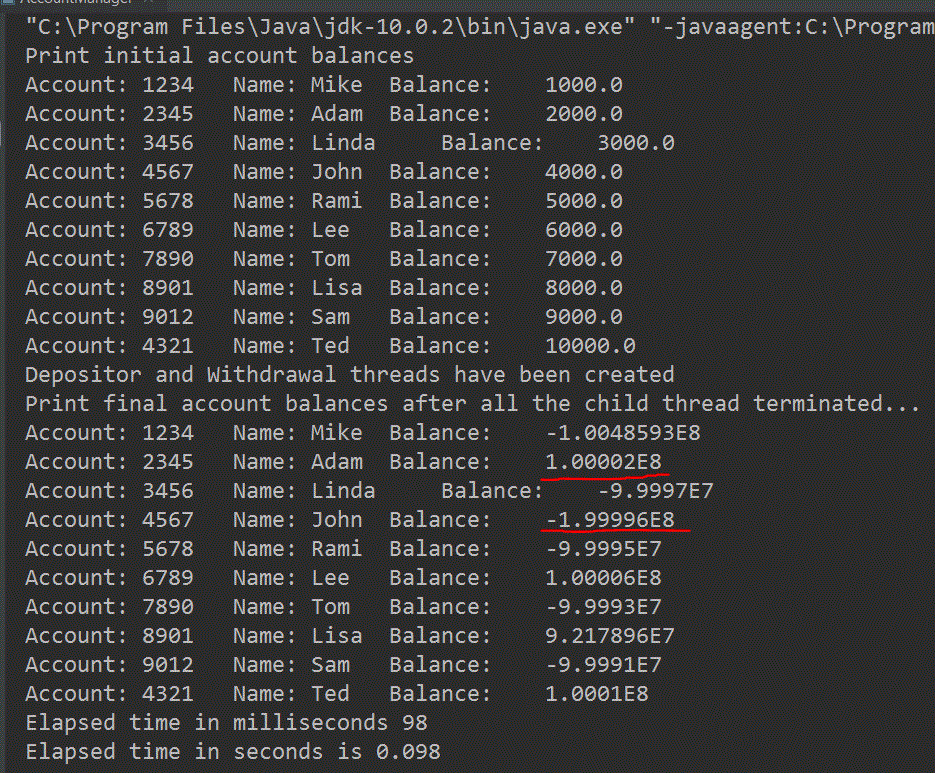 AccountManager
"C:\Program Files\Java\jdk-10.0.2\bin\java.exe" "-javaagent:C:\Program
Print initial account balances
Account: 1234 Name: Mike Balance: 1000.0
Account: 2345 Name: Adam Balance: 2000.0
Account: 3456 Name: Linda Balance: 3000.0
Account: 4567 Name: John Balance: 4000.0
Account: 5678 Name: Rami Balance: 5000.0
Account: 6789 Name: Lee Balance: 6000.0
Account: 7890 Name: Tom Balance: 7000.0
Account: 8901 Name: Lisa Balance: 8000.0
Account: 9012 Name: Sam Balance: 9000.0
Account: 4321 Name: Ted Balance: 10000.0
Depositor and Withdrawal threads have been created
Print final account balances after all the child thread terminated...
Account: 1234 Name: Mike Balance: -1.0048593E8
Account: 2345 Name: Adam Balance: 1.00002E8
Account: 3456 Name: Linda Balance: -9.9997E7
Account: 4567 Name: John Balance: -1.99996E8
Account: 5678 Name: Rami Balance: -9.9995E7
Account: 6789 Name: Lee Balance: 1.00006E8
Account: 7890 Name: Tom Balance: -9.9993E7
Account: 8901 Name: Lisa Balance: 9.217896E7
Account: 9012 Name: Sam Balance: -9.9991E7
Account: 4321 Name: Ted Balance: 1.0001E8
Elapsed time in milliseconds 98
Elapsed time in seconds is 0.098